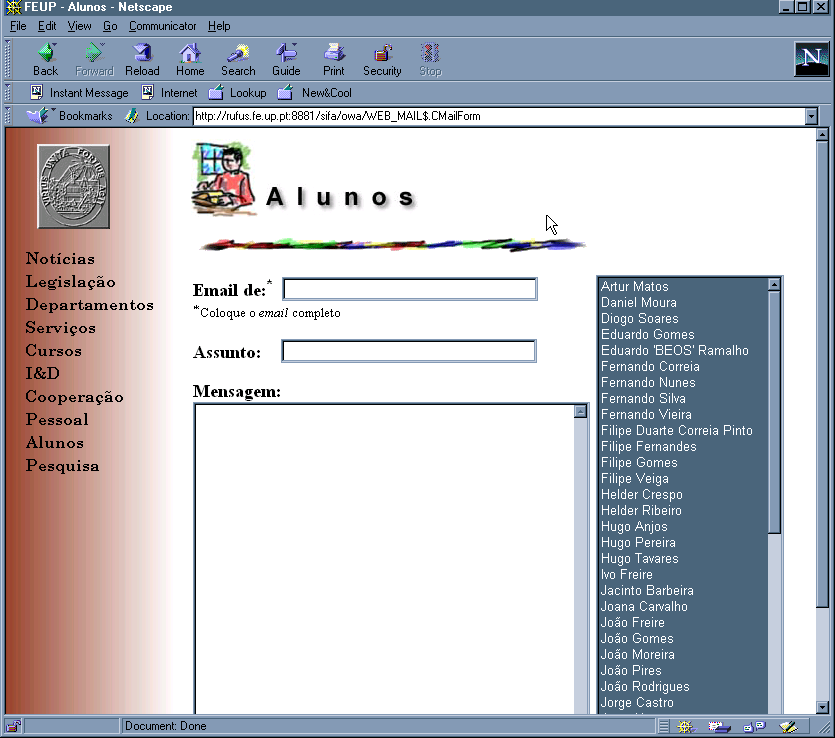 FEUP - Alunos - Netscape
File Edit View Go Communicator Help
Back Forward Reload Home Search Guide Print Security Stop
Instant Message Internet Lookup New&Cool
Bookmarks Location: http://rufus.fe.up.pt:8881/sifa/owa/WEB_MAIL$.CMailForm
N
Alunos
Notícias
Legislação
Departamentos
Serviços
Cursos
I&D
Cooperação
Pessoal
Alunos
Pesquisa
Email de:*
*Coloque o email completo
Assunto:
Mensagem:
Artur Matos
Daniel Moura
Diogo Soares
Eduardo Gomes
Eduardo 'BEOS' Ramalho
Fernando Correia
Fernando Nunes
Fernando Silva
Fernando Vieira
Filipe Duarte Correia Pinto
Filipe Fernandes
Filipe Gomes
Filipe Veiga
Helder Crespo
Helder Ribeiro
Hugo Anjos
Hugo Pereira
Hugo Tavares
Ivo Freire
Jacinto Barbeira
Joana Carvalho
João Freire
João Gomes
João Moreira
João Pires
João Rodrigues
Jorge Castro
Document: Done